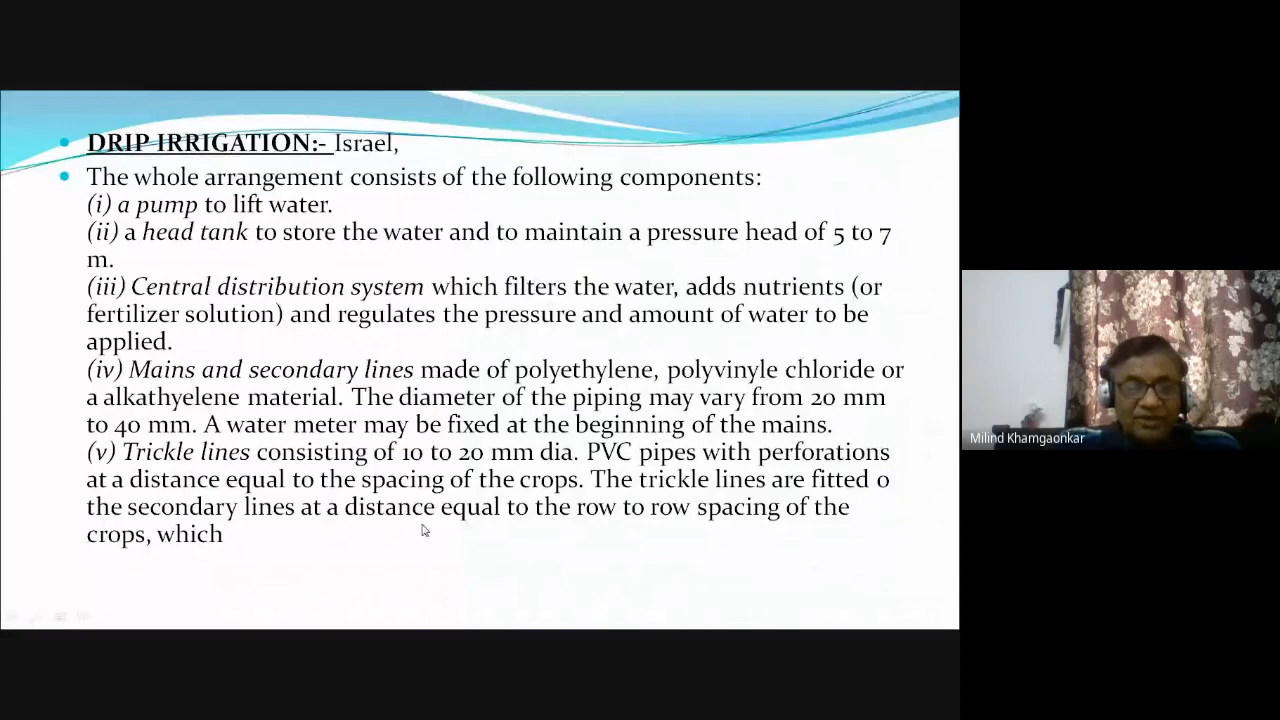 DRIP IRRIGATION:- Israel,
The whole arrangement consists of the following components:
(i) a pump to lift water.
(ii) a head tank to store the water and to maintain a pressure head of 5 to 7
m.
(iii) Central distribution system which filters the water, adds nutrients (or
fertilizer solution) and regulates the pressure and amount of water to be
applied.
(iv) Mains and secondary lines made of polyethylene, polyvinyle chloride or
a alkathyelene material. The diameter of the piping may vary from 20 mm
to 40 mm. A water meter may be fixed at the beginning of the mains.
(v) Trickle lines consisting of 10 to 20 mm dia. PVC pipes with perforations
at a distance equal to the spacing of the crops. The trickle lines are fitted o
the secondary lines at a distance equal to the row to row spacing of the
crops, which
Milind Khamgaonkar